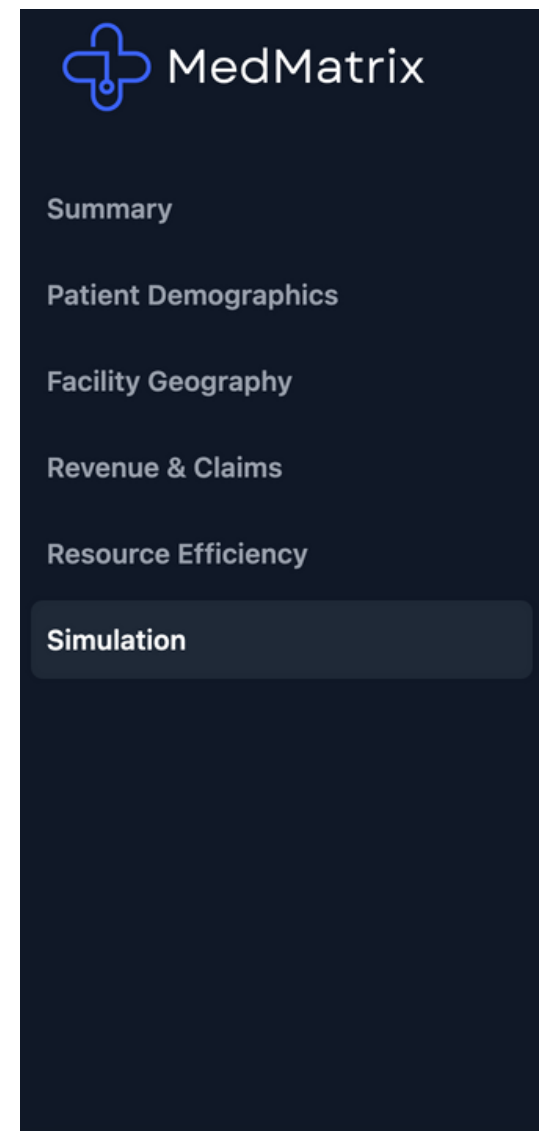 MedMatrix
Summary
Patient Demographics
Facility Geography
Revenue & Claims
Resource Efficiency
Simulation